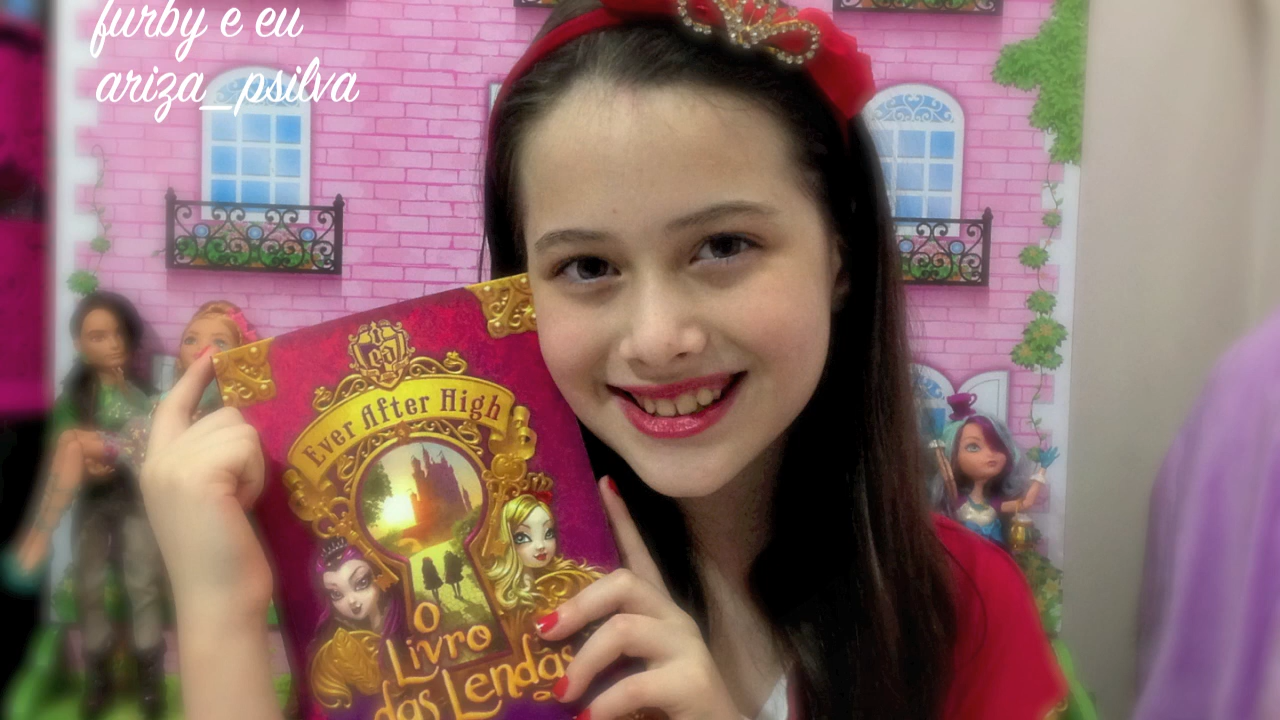 furby e eu
ariza_psilva
Ever After High
O
Livro
das Lendas